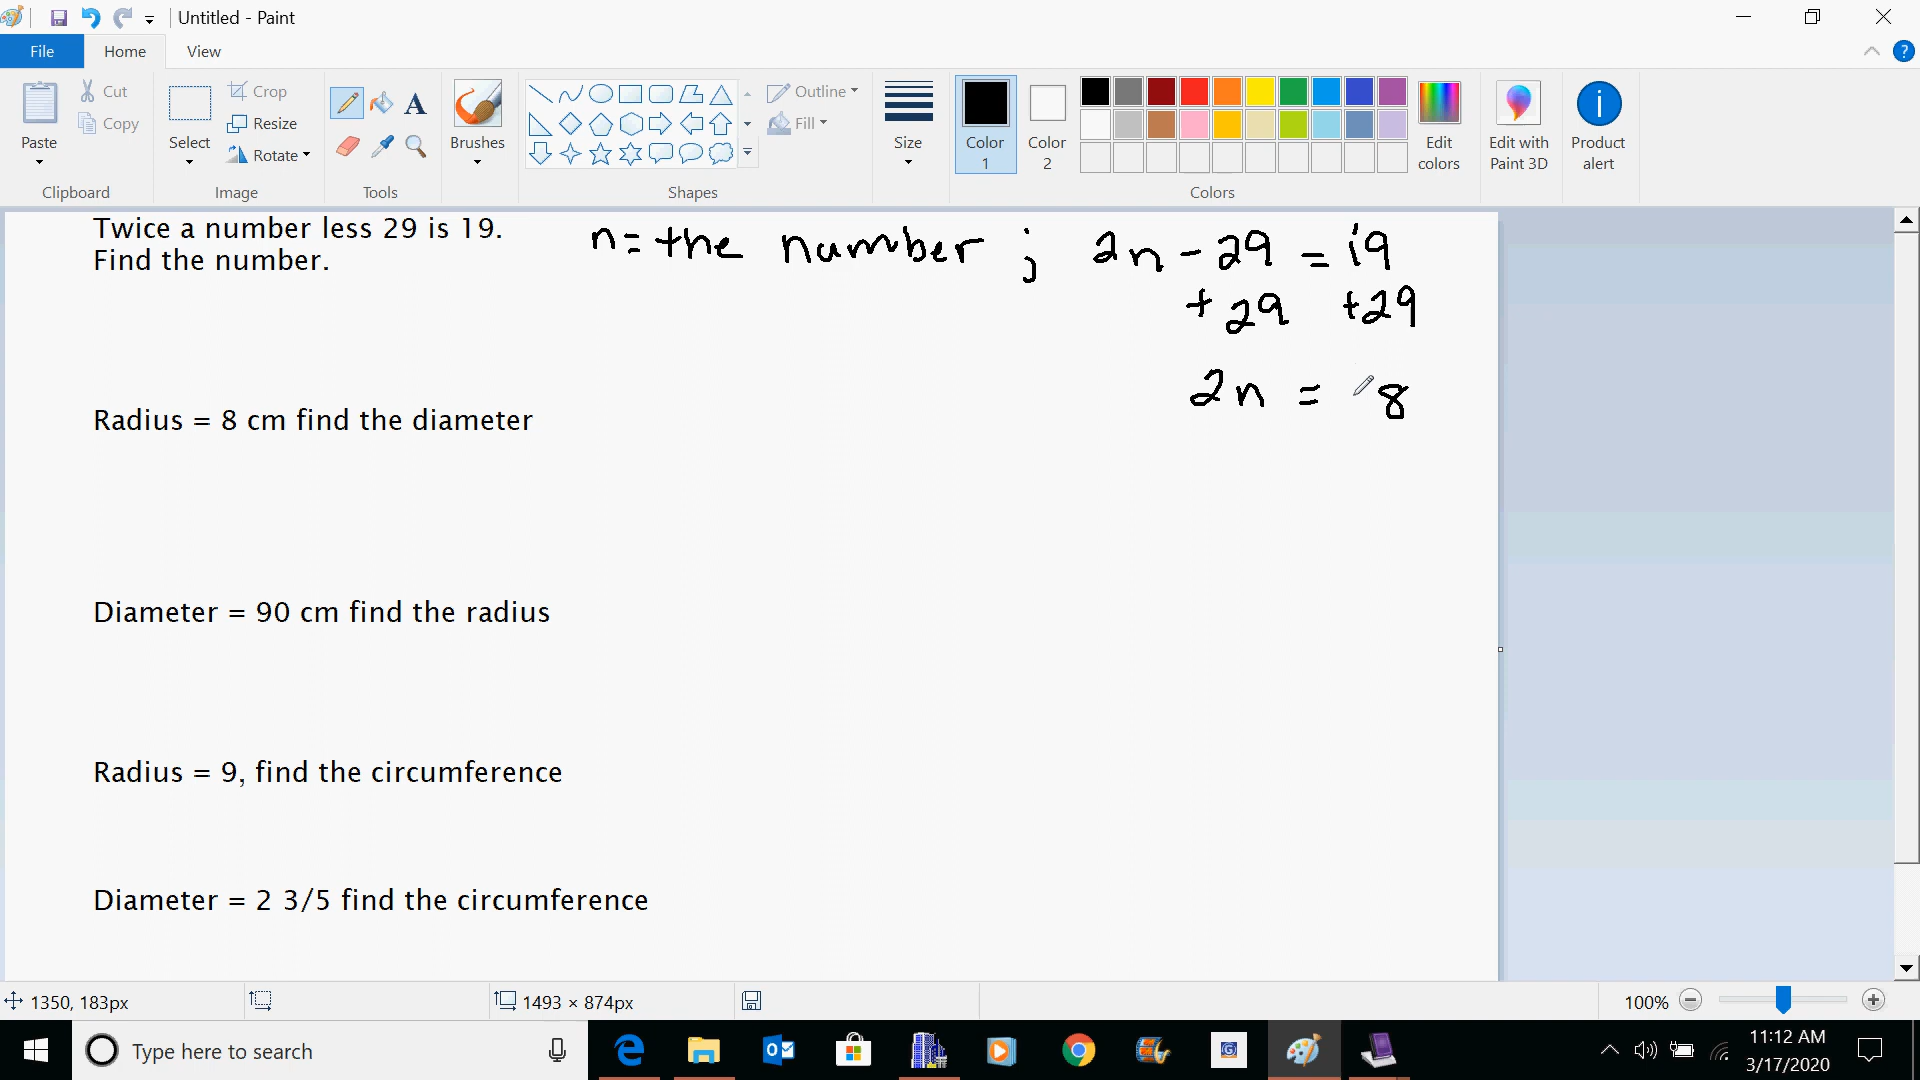 Untitled - Paint
File Home View
Paste Cut Copy Clipboard
Select Crop Resize Rotate Image
Tools
Brushes
Outline Fill Shapes
Size
Color 1 Color 2 Edit colors Colors
Edit with Paint 3D
Product alert
Twice a number less 29 is 19.
Find the number.
n= the number ; 2n - 29 = 19
+ 29 +29
2n = 8
Radius = 8 cm find the diameter
Diameter = 90 cm find the radius
Radius = 9, find the circumference
Diameter = 2 3/5 find the circumference
1350, 183px 1493 × 874px 100%
Type here to search
11:12 AM
3/17/2020